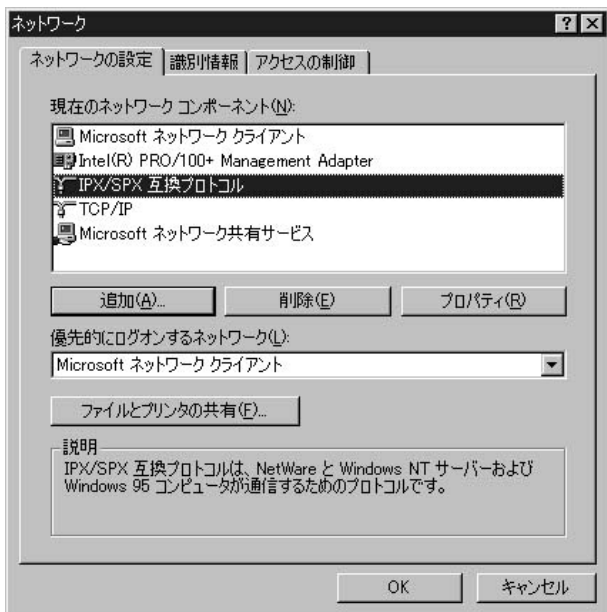 ネットワーク
ネットワークの設定 識別情報 アクセスの制御
現在のネットワーク コンポーネント(N):
Microsoft ネットワーク クライアント
Intel(R) PRO/100+ Management Adapter
IPX/SPX 互換プロトコル
TCP/IP
Microsoft ネットワーク共有サービス
追加(A)... 削除(E) プロパティ(R)
優先的にログオンするネットワーク(L):
Microsoft ネットワーク クライアント
ファイルとプリンタの共有(F)...
説明
IPX/SPX 互換プロトコルは、NetWare と Windows NT サーバーおよび
Windows 95 コンピュータが通信するためのプロトコルです。
OK キャンセル